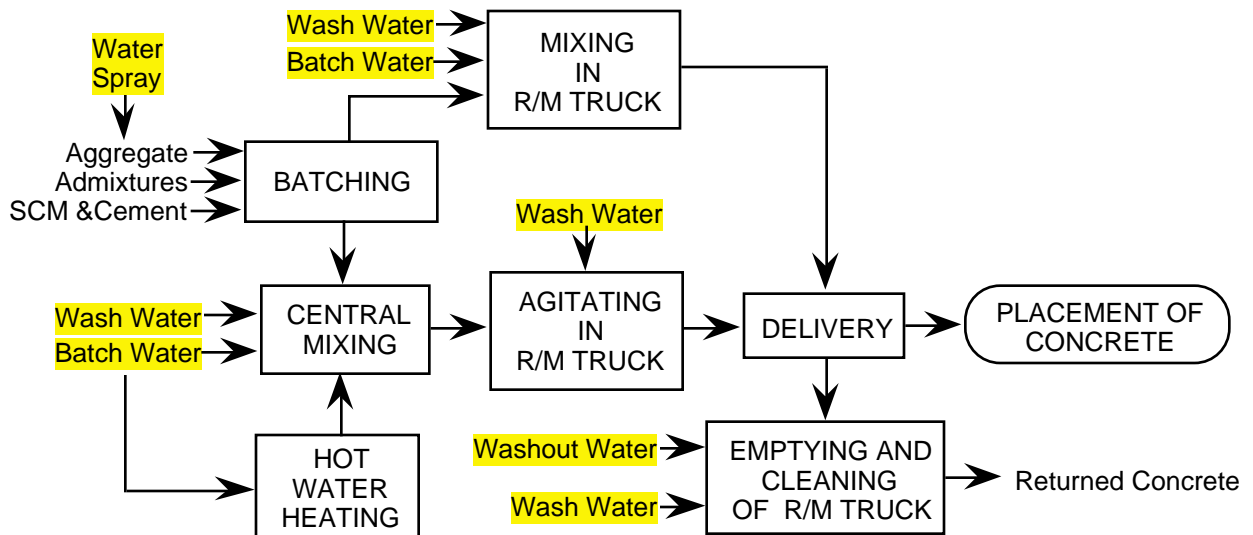 Wash Water
Batch Water
MIXING
IN
R/M TRUCK
Water
Spray
Aggregate
Admixtures
SCM &Cement
BATCHING
Wash Water
Wash Water
Batch Water
CENTRAL
MIXING
AGITATING
IN
R/M TRUCK
DELIVERY
PLACEMENT OF
CONCRETE
HOT
WATER
HEATING
Washout Water
Wash Water
EMPTYING AND
CLEANING
OF R/M TRUCK
Returned Concrete